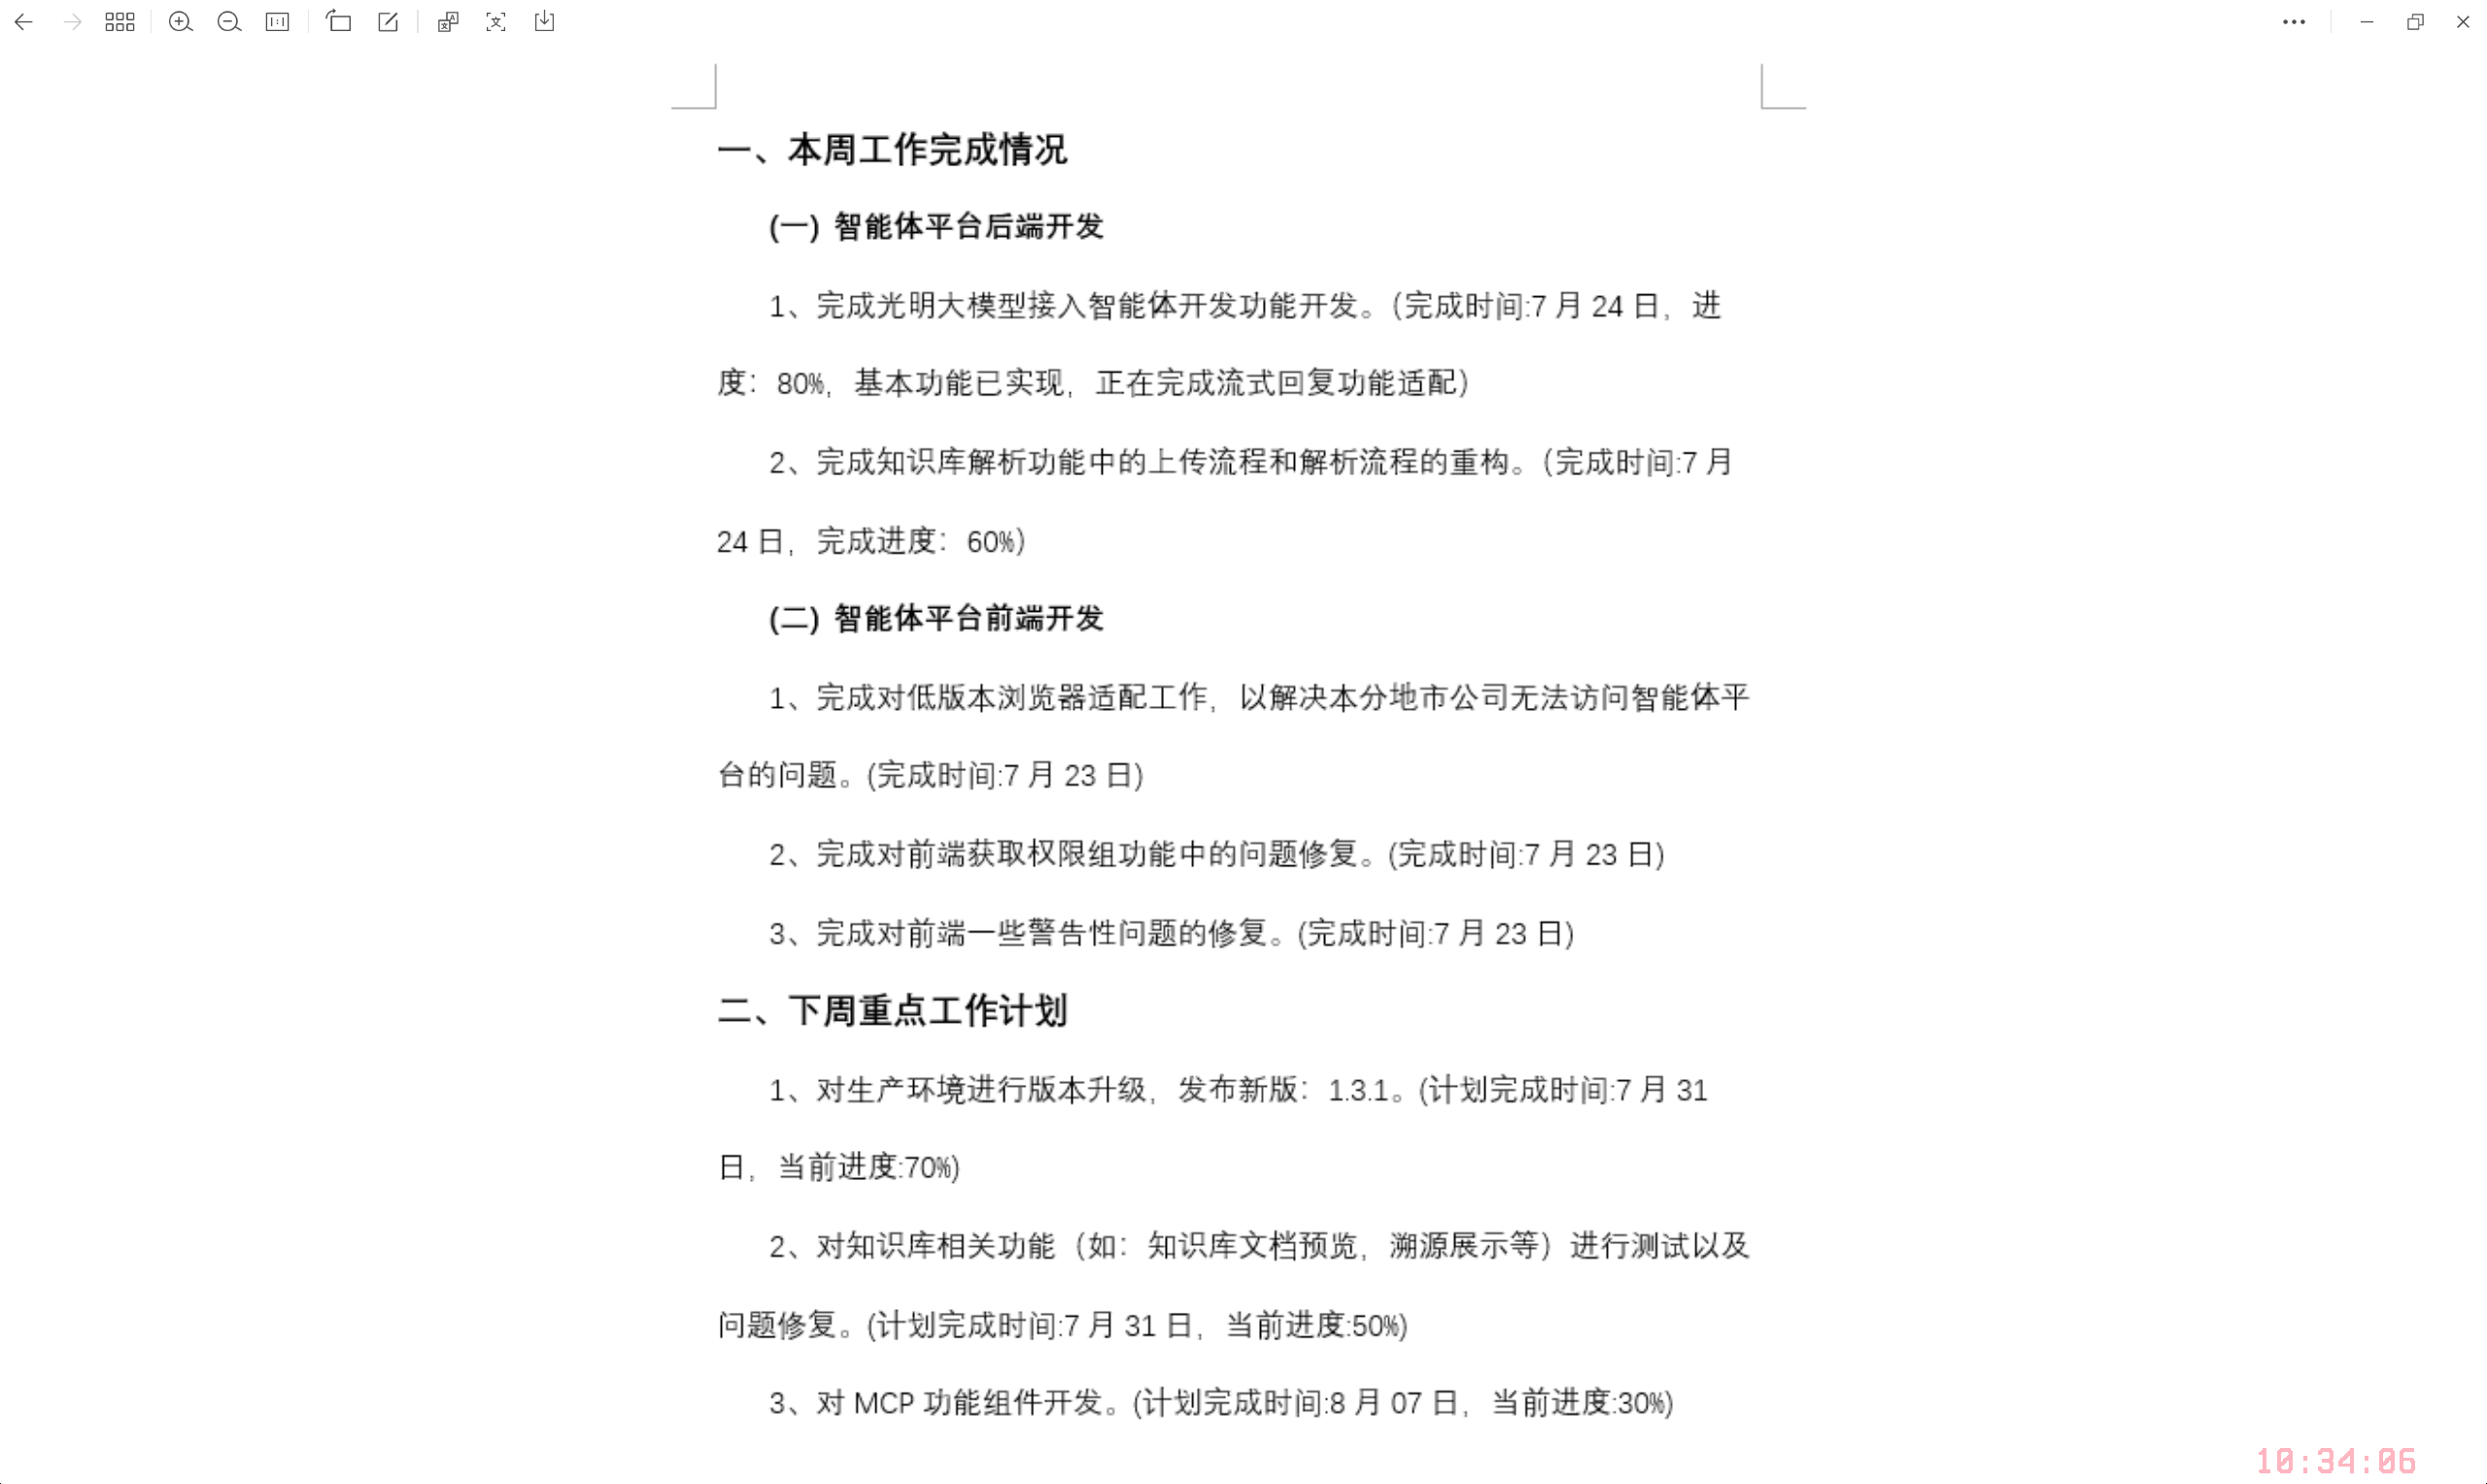 一、本周工作完成情况
(一) 智能体平台后端开发
1、完成光明大模型接入智能体开发功能开发。（完成时间:7 月 24 日，进
度：80%，基本功能已实现，正在完成流式回复功能适配）
2、完成知识库解析功能中的上传流程和解析流程的重构。（完成时间:7 月
24 日，完成进度：60%）
(二) 智能体平台前端开发
1、完成对低版本浏览器适配工作，以解决本分地市公司无法访问智能体平
台的问题。(完成时间:7 月 23 日)
2、完成对前端获取权限组功能中的问题修复。(完成时间:7 月 23 日)
3、完成对前端一些警告性问题的修复。(完成时间:7 月 23 日)
二、下周重点工作计划
1、对生产环境进行版本升级，发布新版：1.3.1。(计划完成时间:7 月 31
日，当前进度:70%)
2、对知识库相关功能（如：知识库文档预览，溯源展示等）进行测试以及
问题修复。(计划完成时间:7 月 31 日，当前进度:50%)
3、对 MCP 功能组件开发。(计划完成时间:8 月 07 日，当前进度:30%)
10:34:06